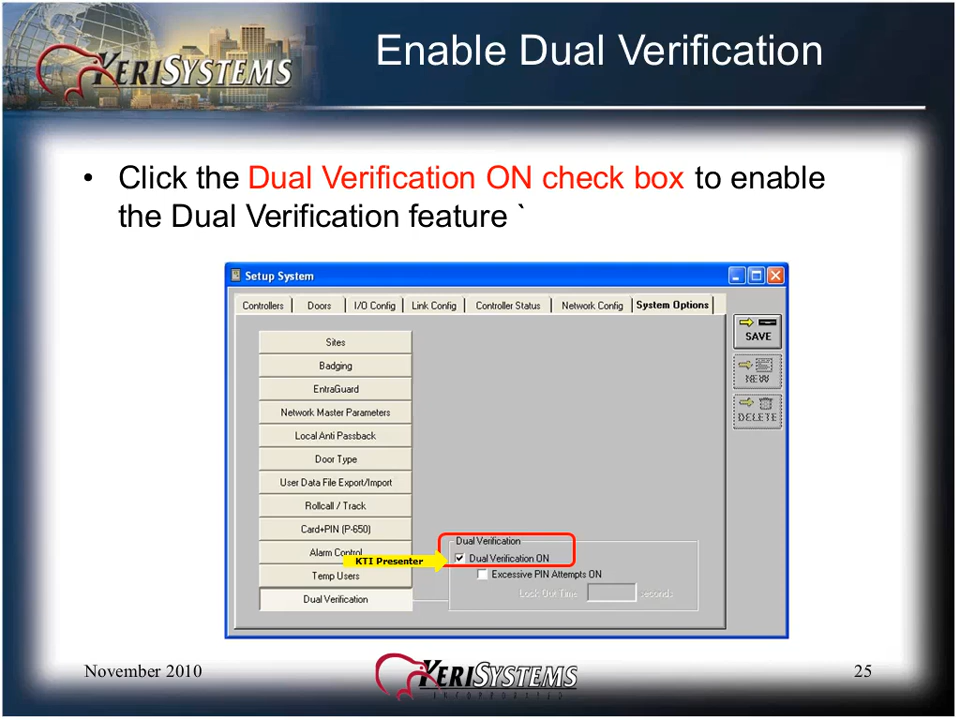 KERISYSTEMS
Enable Dual Verification
• Click the Dual Verification ON check box to enable
the Dual Verification feature `
Setup System
Controllers
Doors
I/O Config
Link Config
Controller Status
Network Config
System Options
SAVE
NEW
DELETE
Sites
Badging
EntraGuard
Network Master Parameters
Local Anti Passback
Door Type
User Data File Export/Import
Rollcall / Track
Card+PIN (P-650)
Alarm Control
Temp Users
Dual Verification
KTI Presenter
Dual Verification
Dual Verification ON
Excessive PIN Attempts ON
Lock Out Time
seconds
November 2010
KERISYSTEMS
INCORPORATED
25